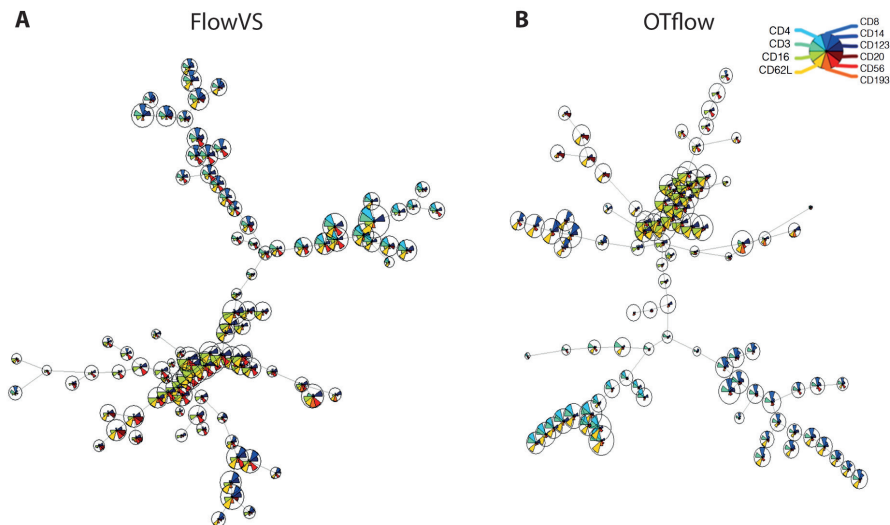 A FlowVS
B OTflow
CD4
CD3
CD16
CD62L
CD8
CD14
CD123
CD20
CD56
CD193